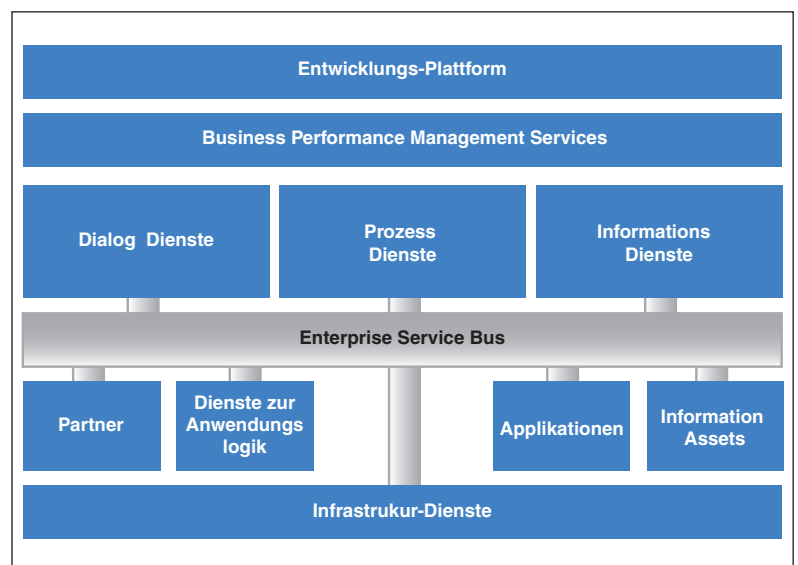 Entwicklungs-Plattform
Business Performance Management Services
Dialog Dienste
Prozess
Dienste
Informations
Dienste
Enterprise Service Bus
Partner
Dienste zur
Anwendungs
logik
Applikationen
Information
Assets
Infrastrukur-Dienste